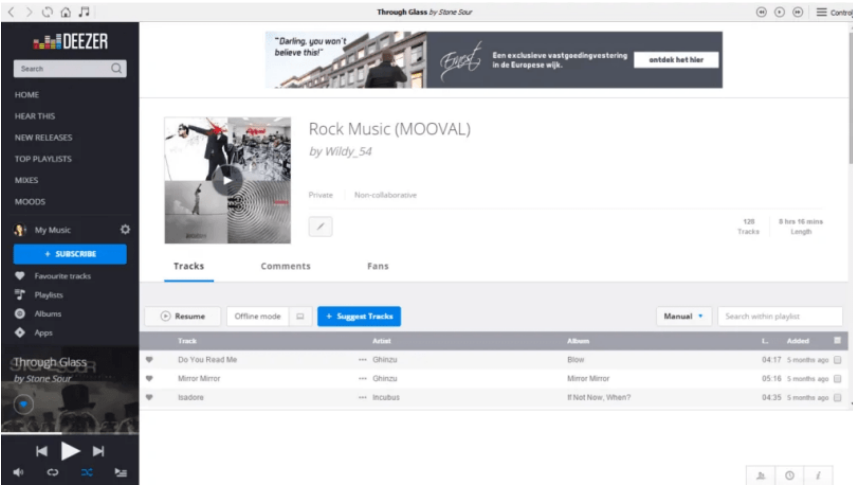 Through Glass by Stone Sour
Control
DEEZER
Search
HOME
HEAR THIS
NEW RELEASES
TOP PLAYLISTS
MIXES
MOODS
My Music
+ SUBSCRIBE
Favourite tracks
Playlists
Albums
Apps
Through Glass
by Stone Sour
"Darling, you won't
believe this!"
Ernest
Een exclusieve vastgoedinvestering
in de Europese wijk.
ontdek het hier
Rock Music (MOOVAL)
by Wildy_54
Private Non-collaborative
128 8 hrs 16 mins
Tracks Length
Tracks Comments Fans
Resume Offline mode + Suggest Tracks Manual Search within playlist
Track Artist Album L.. Added
Do You Read Me ... Ghinzu Blow 04:17 5 months ago
Mirror Mirror ... Ghinzu Mirror Mirror 05:16 5 months ago
Isadore ... Incubus If Not Now, When? 04:35 5 months ago